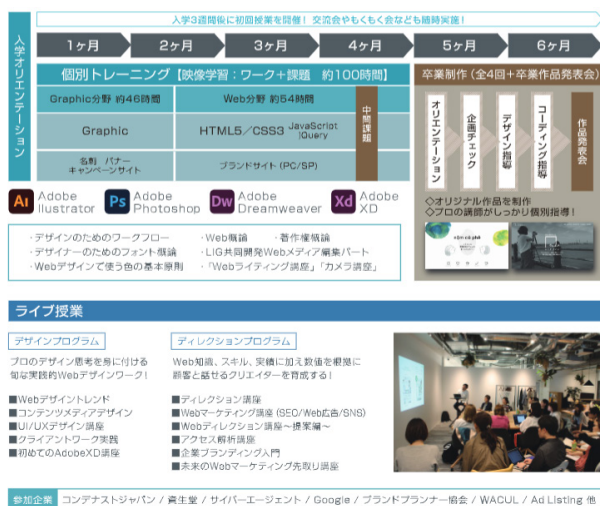 入学3週間後に初回授業を開催！ 交流会やもくもく会なども随時実施！
入学オリエンテーション
1ヶ月 2ヶ月 3ヶ月 4ヶ月 5ヶ月 6ヶ月
個別トレーニング【映像学習：ワーク＋課題 約100時間】
Graphic分野 約46時間 Web分野 約54時間
Graphic HTML5／CSS3 JavaScript jQuery
名刺 バナー
キャンペーンサイト
ブランドサイト (PC/SP)
中間課題
卒業制作（全4回＋卒業作品発表会）
オリエンテーション
企画チェック
デザイン指導
コーディング指導
作品発表会
◇オリジナル作品を制作
◇プロの講師がしっかり個別指導！
Ai Adobe Ilustrator
Ps Adobe Photoshop
Dw Adobe Dreamweaver
Xd Adobe XD
・デザインのためのワークフロー ・Web概論 ・著作権概論
・デザイナーのためのフォント概論 ・LIG共同開発Webメディア編集パート
・Webデザインで使う色の基本原則 ・「Webライティング講座」「カメラ講座」
ライブ授業
デザインプログラム
プロのデザイン思考を身に付ける
旬な実践的Webデザインワーク！
■Webデザイントレンド
■コンテンツメディアデザイン
■UI/UXデザイン講座
■クライアントワーク実践
■初めてのAdobeXD講座
ディレクションプログラム
Web知識、スキル、実績に加え数値を根拠に
顧客と話せるクリエイターを育成する！
■ディレクション講座
■Webマーケティング講座 (SEO/Web広告/SNS)
■Webディレクション講座～提案編～
■アクセス解析講座
■企業ブランディング入門
■未来のWebマーケティング先取り講座
参加企業 コンデナストジャパン / 資生堂 / サイバーエージェント / Google / ブランドプランナー協会 / WACUL / Ad Listing 他